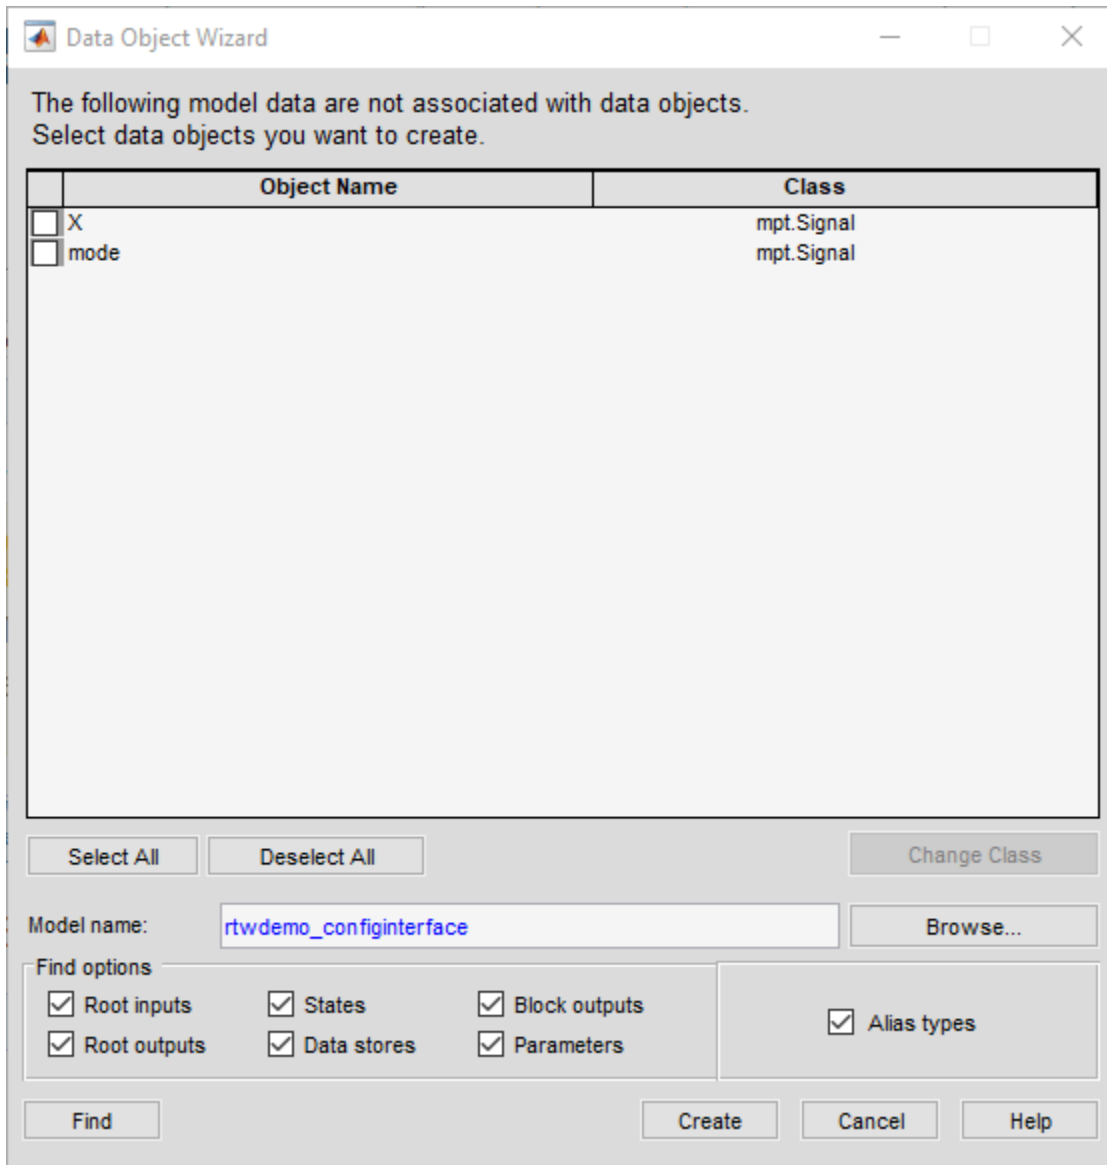 Data Object Wizard
The following model data are not associated with data objects.
Select data objects you want to create.
Object Name Class
X mpt.Signal
mode mpt.Signal
Select All Deselect All Change Class
Model name: rtwdemo_configinterface Browse...
Find options
Root inputs States Block outputs
Alias types
Root outputs Data stores Parameters
Find Create Cancel Help